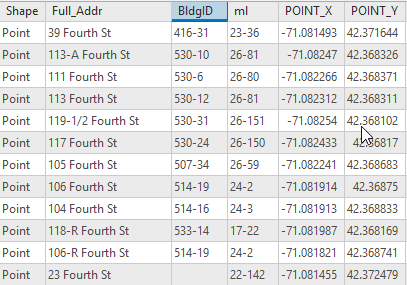 Shape Full_Addr BldgID ml POINT_X POINT_Y
Point 39 Fourth St 416-31 23-36 -71.081493 42.371644
Point 113-A Fourth St 530-10 26-81 -71.08247 42.368326
Point 111 Fourth St 530-6 26-80 -71.082266 42.368371
Point 113 Fourth St 530-12 26-81 -71.082312 42.368311
Point 119-1/2 Fourth St 530-31 26-151 -71.08254 42.368102
Point 117 Fourth St 530-24 26-150 -71.082433 42.36817
Point 105 Fourth St 507-34 26-59 -71.082241 42.368683
Point 106 Fourth St 514-19 24-2 -71.081914 42.36875
Point 104 Fourth St 514-16 24-3 -71.081913 42.368833
Point 118-R Fourth St 533-14 17-22 -71.081987 42.368169
Point 106-R Fourth St 514-19 24-2 -71.081821 42.368741
Point 23 Fourth St 22-142 -71.081455 42.372479